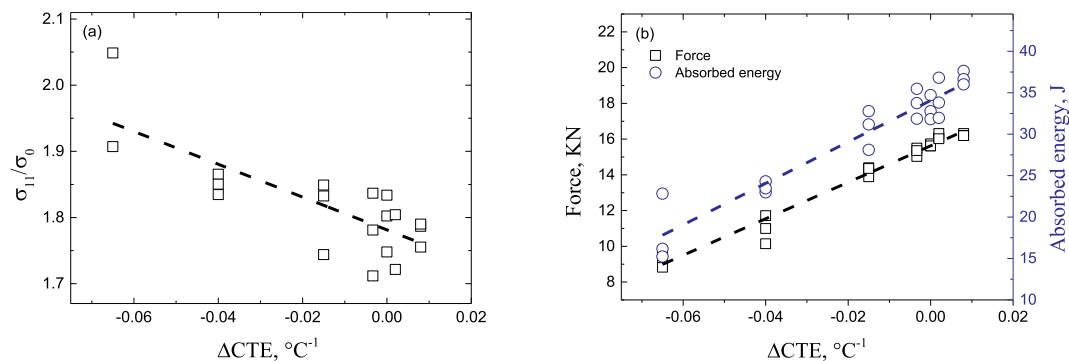 (a)
2.1
2.0
1.9
1.8
1.7
σ₁₁/σ₀
-0.06 -0.04 -0.02 0.00 0.02
ΔCTE, °C⁻¹
(b)
Force
Absorbed energy
22
20
18
16
14
12
10
8
Force, KN
40
35
30
25
20
15
10
Absorbed energy, J
-0.06 -0.04 -0.02 0.00 0.02
ΔCTE, °C⁻¹